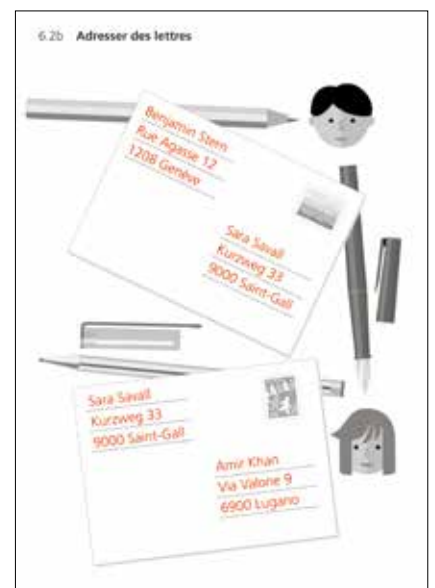 6.2b Adresser des lettres
Benjamin Stern
Rue Agasse 12
1208 Genève
Sara Savall
Kurzweg 33
9000 Saint-Gall
Sara Savall
Kurzweg 33
9000 Saint-Gall
Amir Khan
Via Valone 9
6900 Lugano